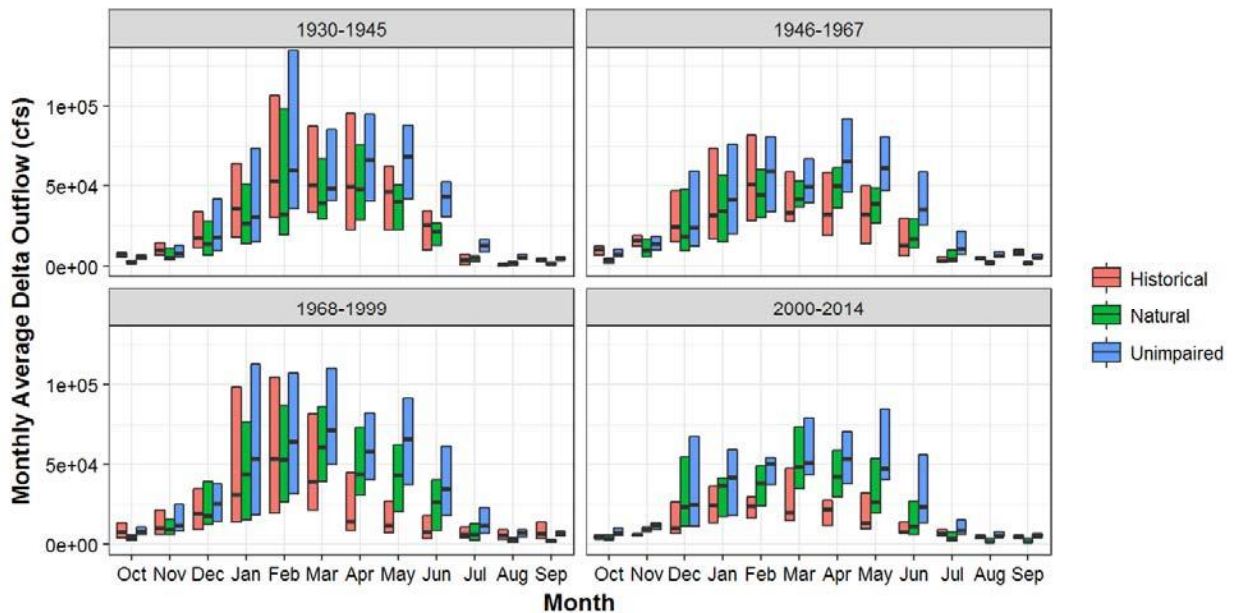 1930-1945
1946-1967
1e+05
5e+04
0e+00
1968-1999
2000-2014
1e+05
5e+04
0e+00
Oct Nov Dec Jan Feb Mar Apr May Jun Jul Aug Sep
Oct Nov Dec Jan Feb Mar Apr May Jun Jul Aug Sep
Month
Monthly Average Delta Outflow (cfs)
Historical
Natural
Unimpaired